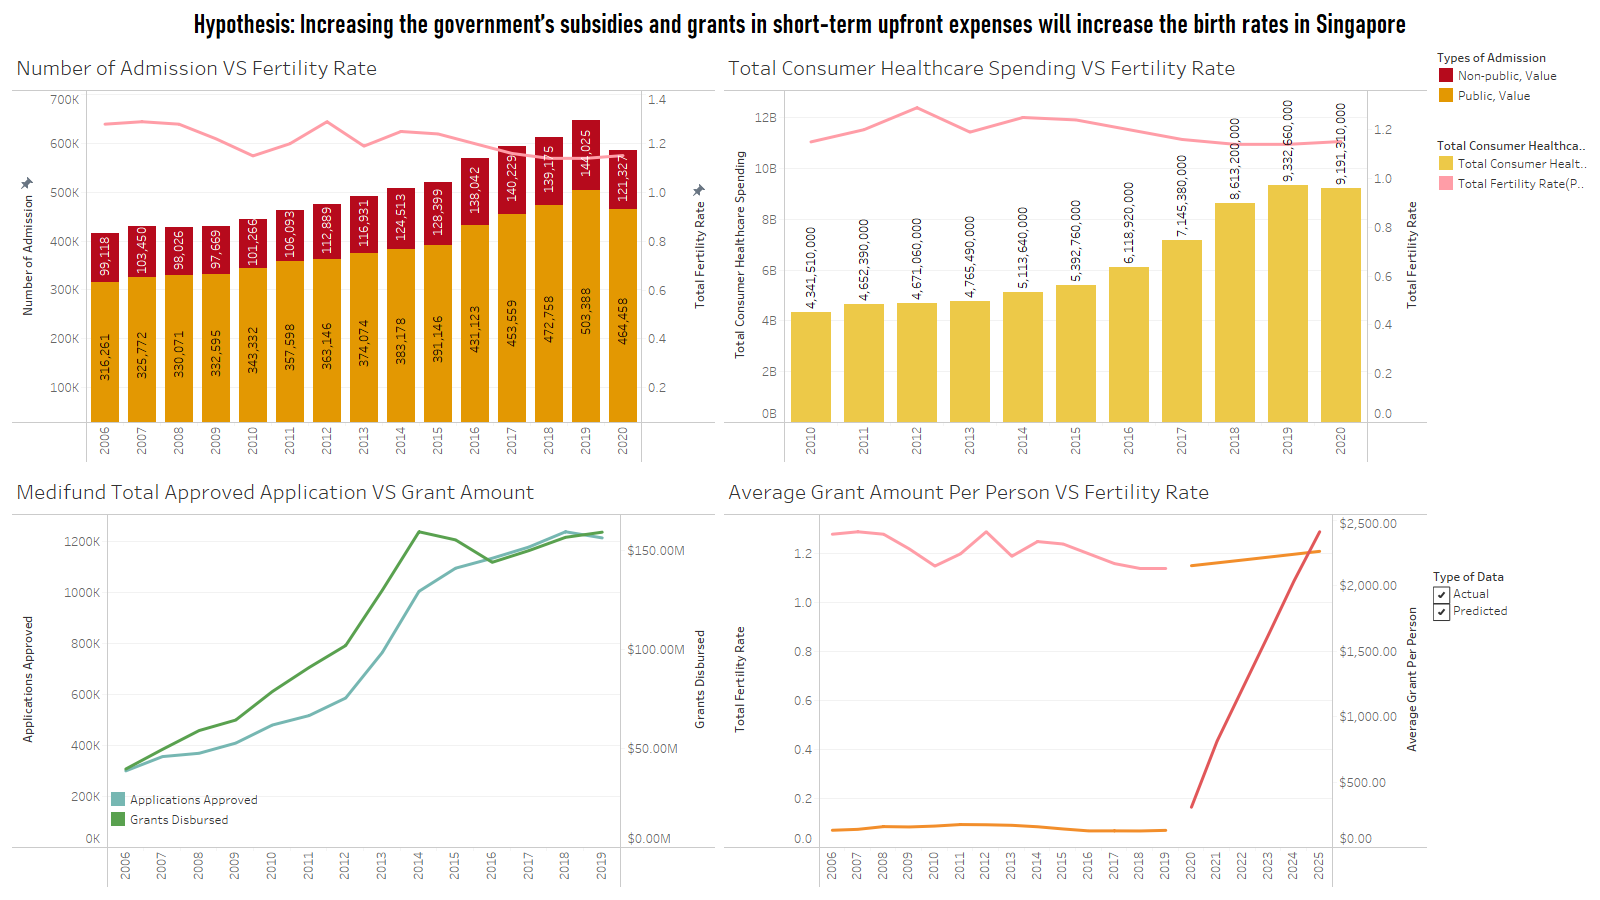 Hypothesis: Increasing the government's subsidies and grants in short-term upfront expenses will increase the birth rates in Singapore
Number of Admission VS Fertility Rate
700K
600K
500K
400K
300K
200K
100K
Number of Admission
1.4
1.2
1.0
0.8
0.6
0.4
0.2
Total Fertility Rate
99,118
103,450
98,026
97,669
101,266
106,093
112,889
116,931
124,513
128,399
138,042
140,229
139,175
144,025
121,327
316,261
325,772
330,071
332,595
343,332
357,598
363,146
374,074
383,178
391,146
431,123
453,559
472,758
503,388
464,458
2006
2007
2008
2009
2010
2011
2012
2013
2014
2015
2016
2017
2018
2019
2020
Total Consumer Healthcare Spending VS Fertility Rate
12B
10B
8B
6B
4B
2B
0B
Total Consumer Healthcare Spending
1.2
1.0
0.8
0.6
0.4
0.2
0.0
Total Fertility Rate
4,341,510,000
4,652,390,000
4,671,060,000
4,765,490,000
5,113,640,000
5,392,760,000
6,118,920,000
7,145,380,000
8,613,200,000
9,332,660,000
9,191,310,000
2010
2011
2012
2013
2014
2015
2016
2017
2018
2019
2020
Types of Admission
Non-public, Value
Public, Value
Total Consumer Healthca..
Total Consumer Healt..
Total Fertility Rate(P..
Medifund Total Approved Application VS Grant Amount
1200K
1000K
800K
600K
400K
200K
0K
Applications Approved
$150.00M
$100.00M
$50.00M
$0.00M
Grants Disbursed
Applications Approved
Grants Disbursed
2006
2007
2008
2009
2010
2011
2012
2013
2014
2015
2016
2017
2018
2019
Average Grant Amount Per Person VS Fertility Rate
1.2
1.0
0.8
0.6
0.4
0.2
0.0
Total Fertility Rate
$2,500.00
$2,000.00
$1,500.00
$1,000.00
$500.00
$0.00
Average Grant Per Person
2006
2007
2008
2009
2010
2011
2012
2013
2014
2015
2016
2017
2018
2019
2020
2021
2022
2023
2024
2025
Type of Data
Actual
Predicted